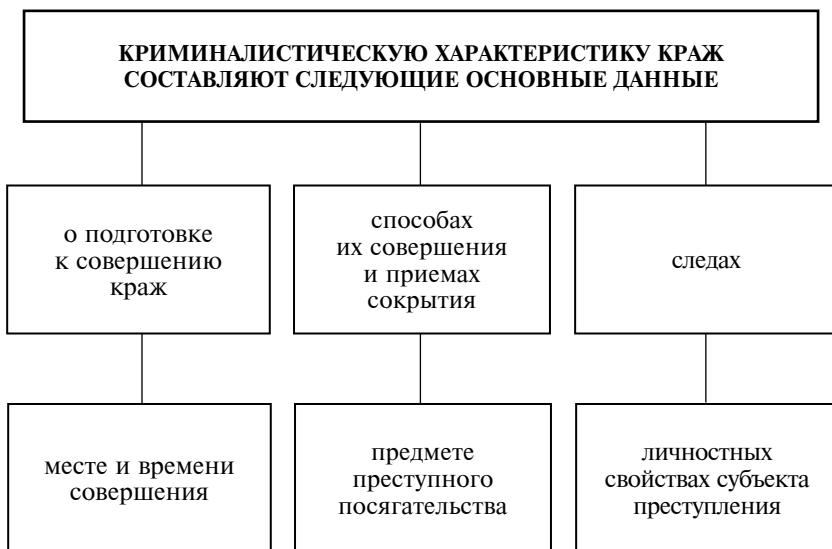 КРИМИНАЛИСТИЧЕСКУЮ ХАРАКТЕРИСТИКУ КРАЖ
СОСТАВЛЯЮТ СЛЕДУЮЩИЕ ОСНОВНЫЕ ДАННЫЕ
о подготовке
к совершению
краж
способах
их совершения
и приемах
сокрытия
следах
месте и времени
совершения
предмете
преступного
посягательства
личностных
свойствах субъекта
преступления